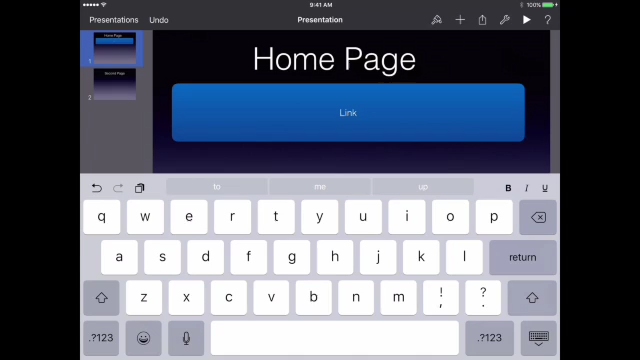 9:41 AM
100%
Presentations Undo Presentation ?
Home Page
1
Second Page
2
Home Page
Link
to me up B I U
q w e r t y u i o p
a s d f g h j k l return
z x c v b n m ! , ? .
.?123 .?123